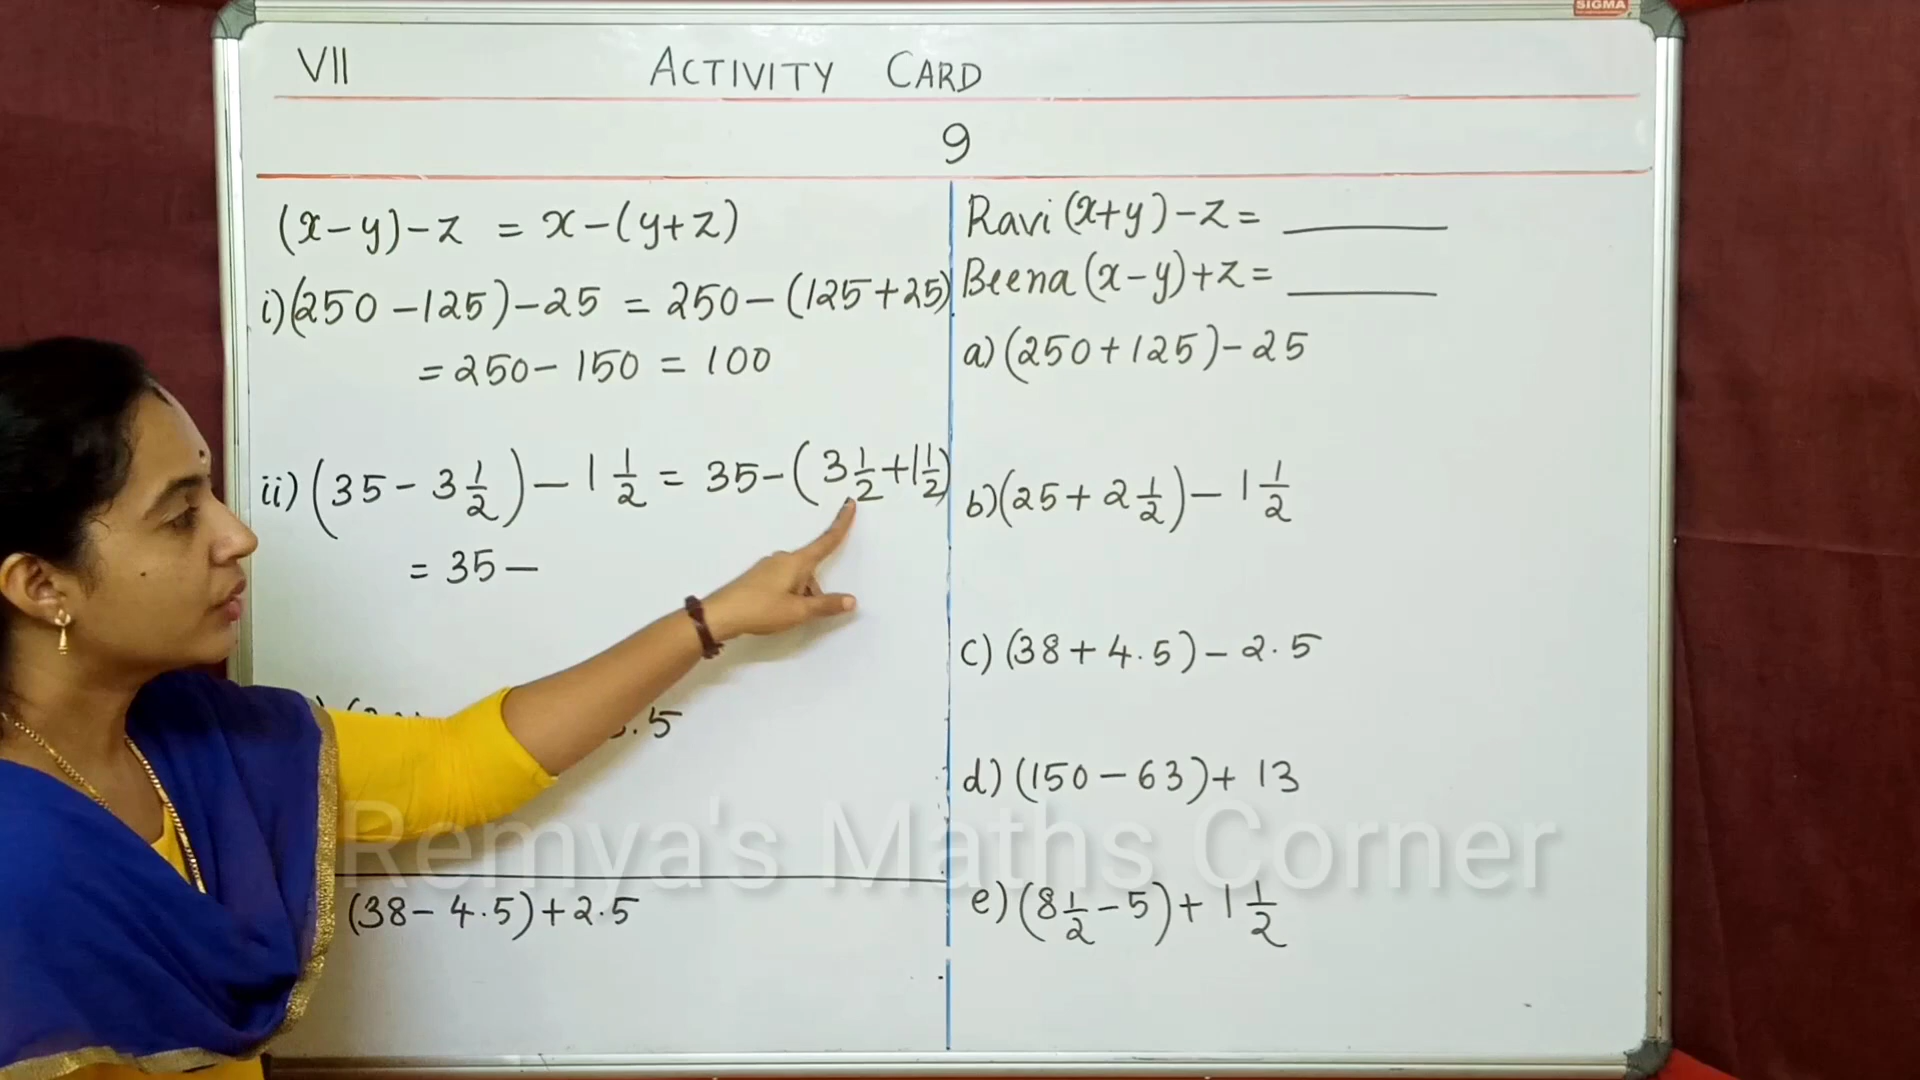 SIGMA
VII ACTIVITY CARD
9
(x-y)-z = x-(y+z)
i) (250-125)-25 = 250-(125+25)
= 250-150 = 100
ii) (35-3 1/2)-1 1/2 = 35-(3 1/2+1 1/2)
= 35-
.5
(38-4.5)+2.5
Ravi (x+y)-z = ______
Beena (x-y)+z = ______
a) (250+125)-25
b) (25+2 1/2)-1 1/2
c) (38+4.5)-2.5
d) (150-63)+13
e) (8 1/2-5)+1 1/2
Remya's Maths Corner